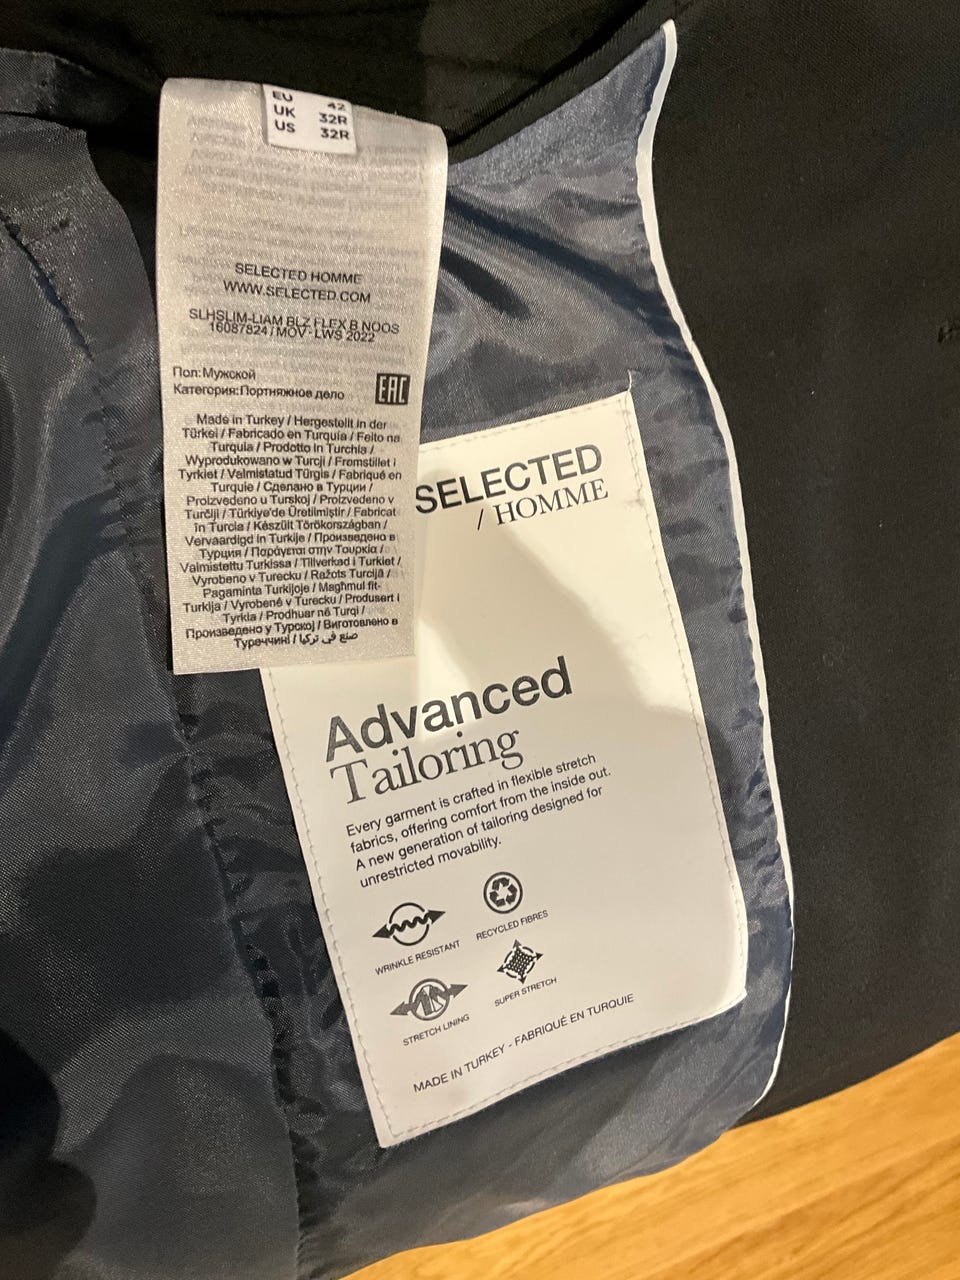 EU 42
UK 32R
US 32R
SELECTED HOMME
WWW.SELECTED.COM
SLHSLIM-LIAM BLZ FLEX B NOOS
16087824 / MOV - LWS 2022
Пол:Мужской
Категория:Портняжное дело
EAC
Made in Turkey / Hergestellt in der
Türkei / Fabricado en Turquía / Feito na
Turquia / Prodotto in Turchia /
Wyprodukowano w Turcji / Fremstillet i
Tyrkiet / Valmistatud Türgis / Fabriqué en
Turquie / Сделано в Турции /
Proizvedeno u Turskoj / Proizvedeno v
Turčiji / Türkiye'de Üretilmiştir / Fabricat
în Turcia / Készült Törökországban /
Vervaardigd in Turkije / Произведено в
Турция / Παράγεται στην Τουρκία /
Valmistettu Turkissa / Tillverkad i Turkiet /
Vyrobeno v Turecku / Ražots Turcijā /
Pagaminta Turkijoje / Magħmul fit-
Turkija / Vyrobené v Turecku / Produsert i
Tyrkia / Prodhuar në Turqi /
Произведено у Турској / Виготовлено в
Туреччині / صنع في تركيا
SELECTED
/ HOMME
Advanced
Tailoring
Every garment is crafted in flexible stretch
fabrics, offering comfort from the inside out.
A new generation of tailoring designed for
unrestricted movability.
WRINKLE RESISTANT RECYCLED FIBRES
STRETCH LINING SUPER STRETCH
MADE IN TURKEY - FABRIQUÉ EN TURQUIE